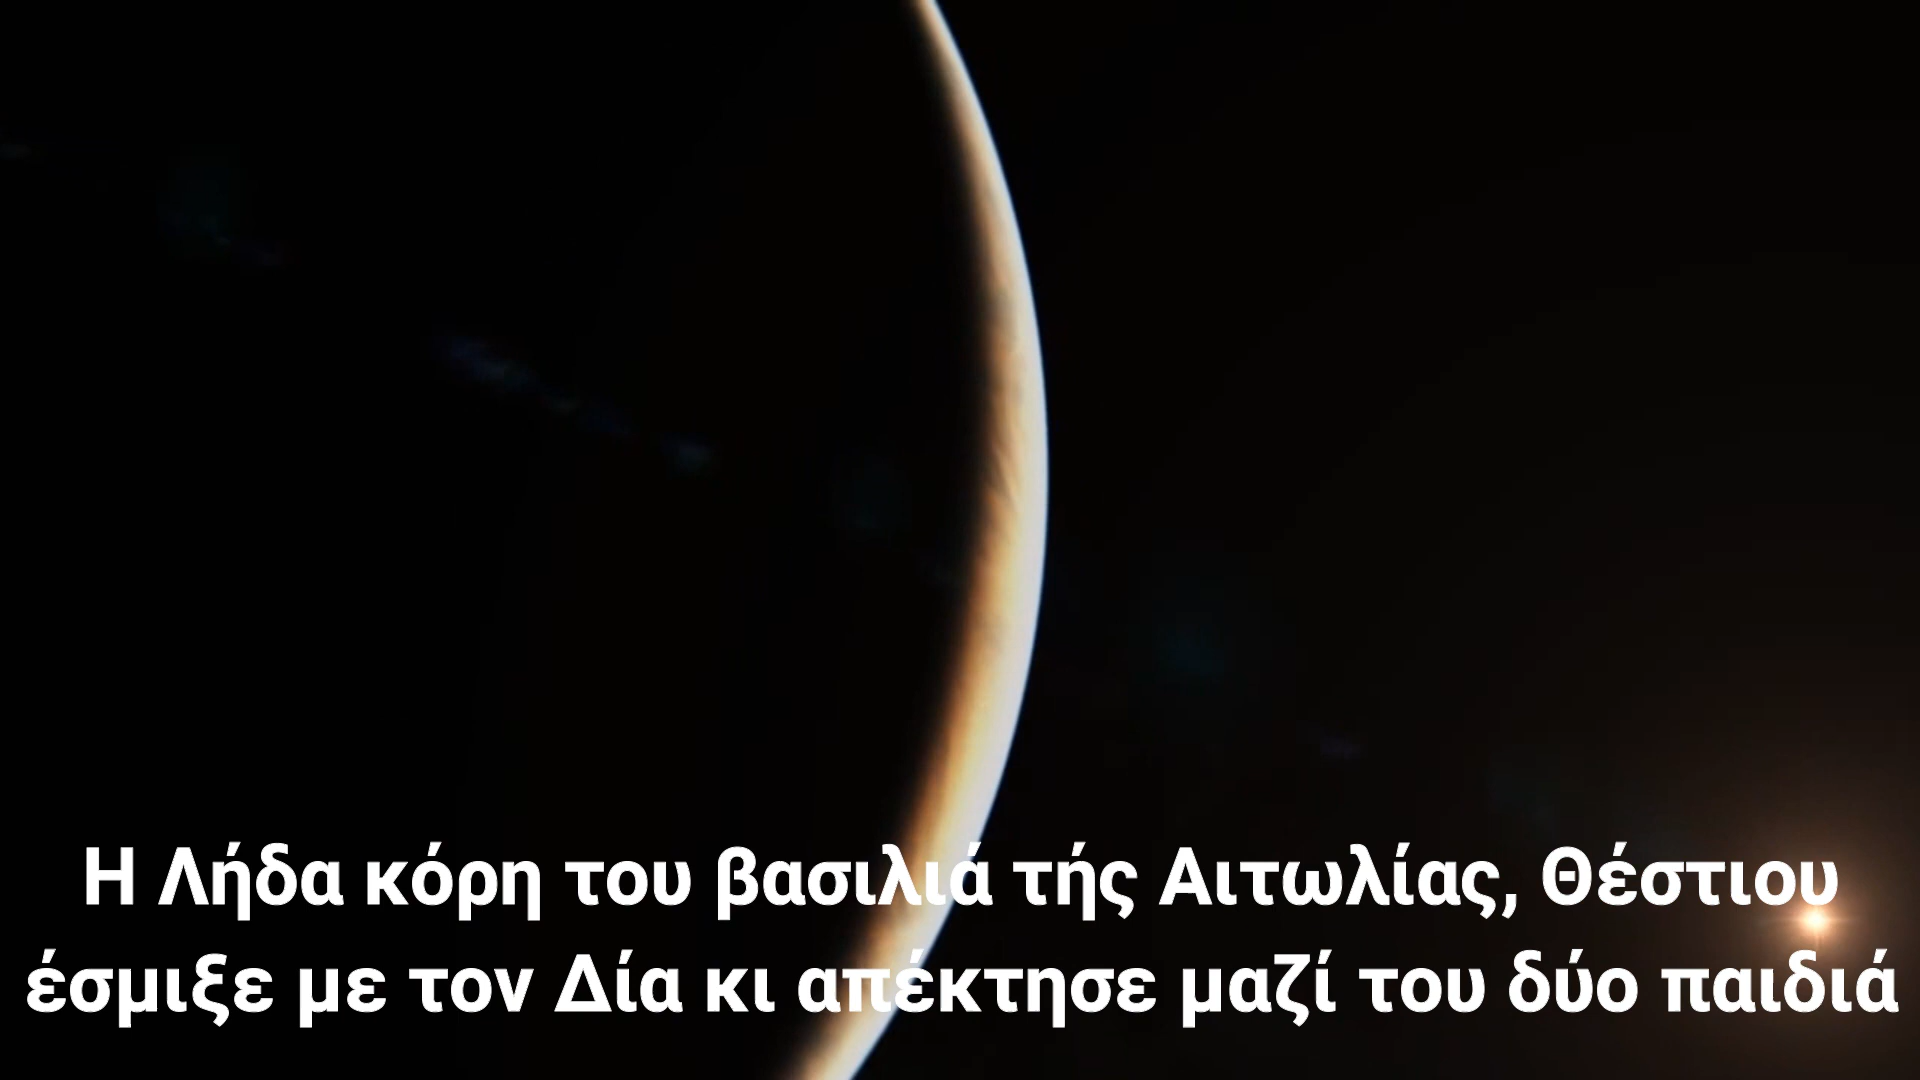 Η Λήδα κόρη του βασιλιά τής Αιτωλίας, Θέστιου
έσμιξε με τον Δία κι απέκτησε μαζί του δύο παιδιά